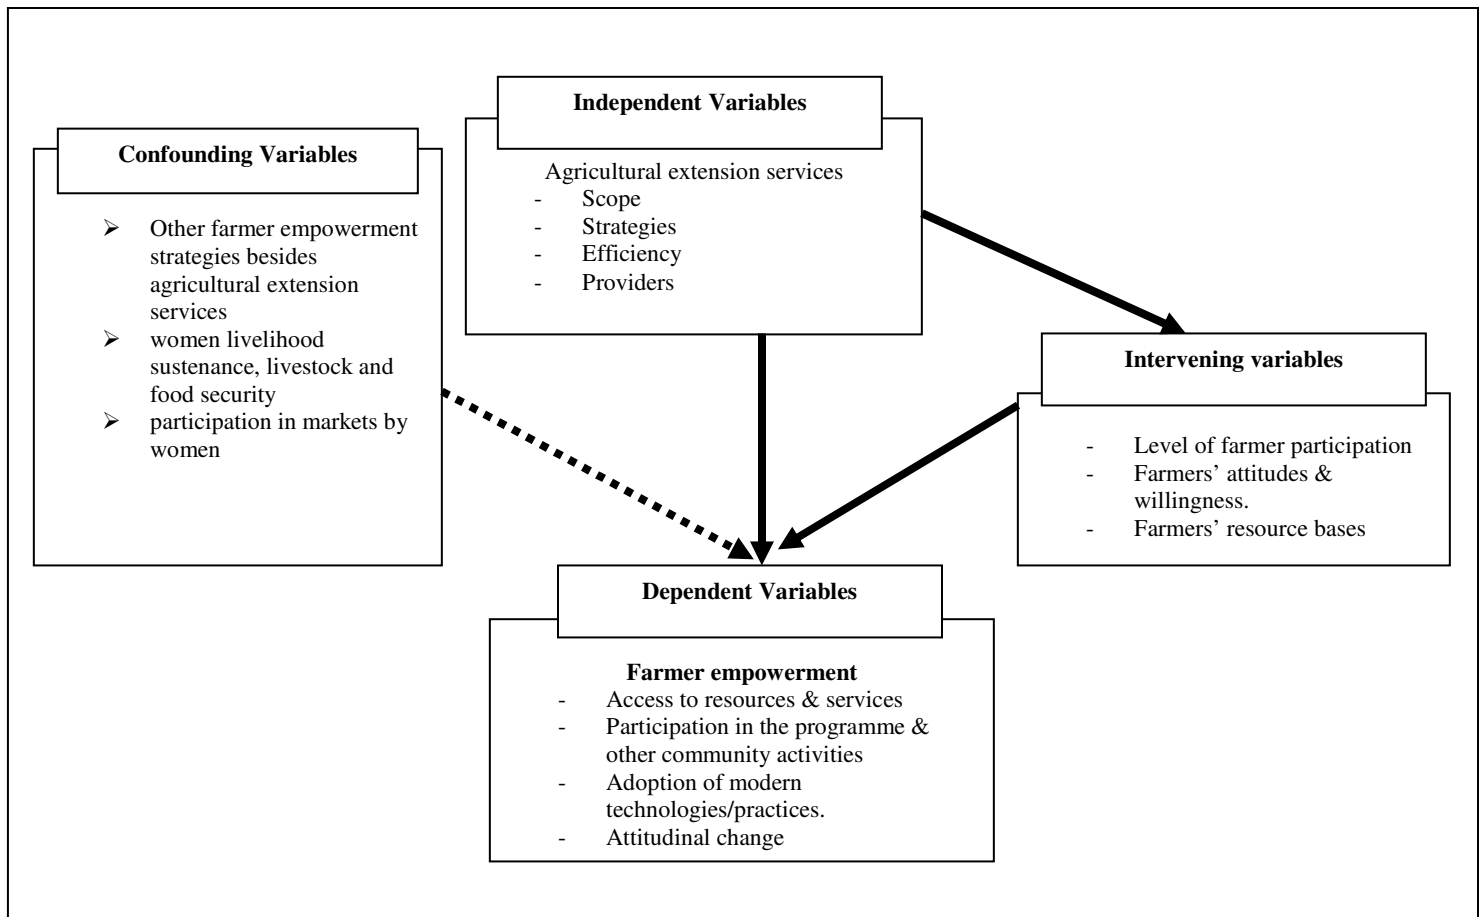 Independent Variables
Agricultural extension services
- Scope
- Strategies
- Efficiency
- Providers
Confounding Variables
➢ Other farmer empowerment
strategies besides
agricultural extension
services
➢ women livelihood
sustenance, livestock and
food security
➢ participation in markets by
women
Intervening variables
- Level of farmer participation
- Farmers’ attitudes &
willingness.
- Farmers’ resource bases
Dependent Variables
Farmer empowerment
- Access to resources & services
- Participation in the programme &
other community activities
- Adoption of modern
technologies/practices.
- Attitudinal change